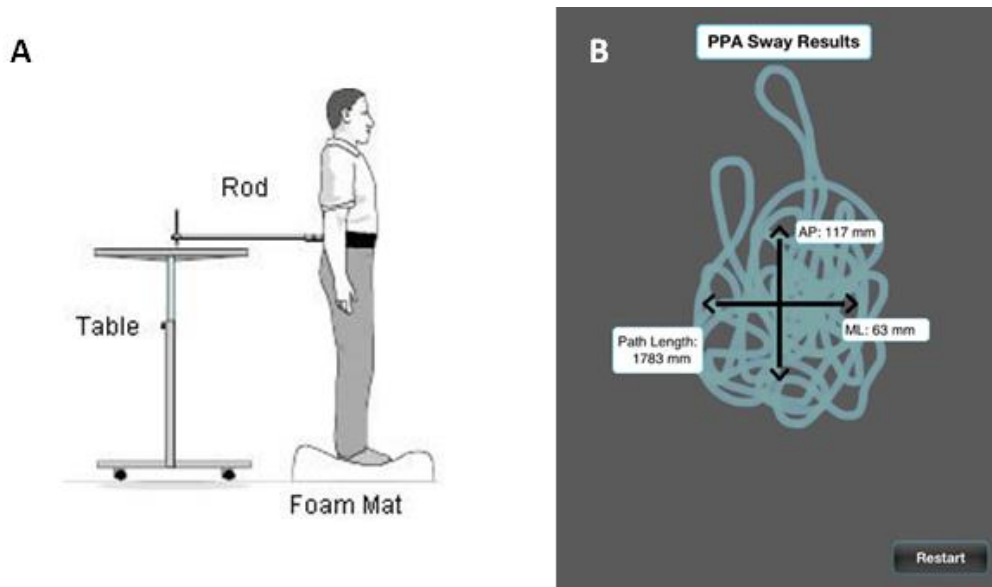 A
Rod
Table
Foam Mat
B
PPA Sway Results
AP: 117 mm
ML: 63 mm
Path Length:
1783 mm
Restart